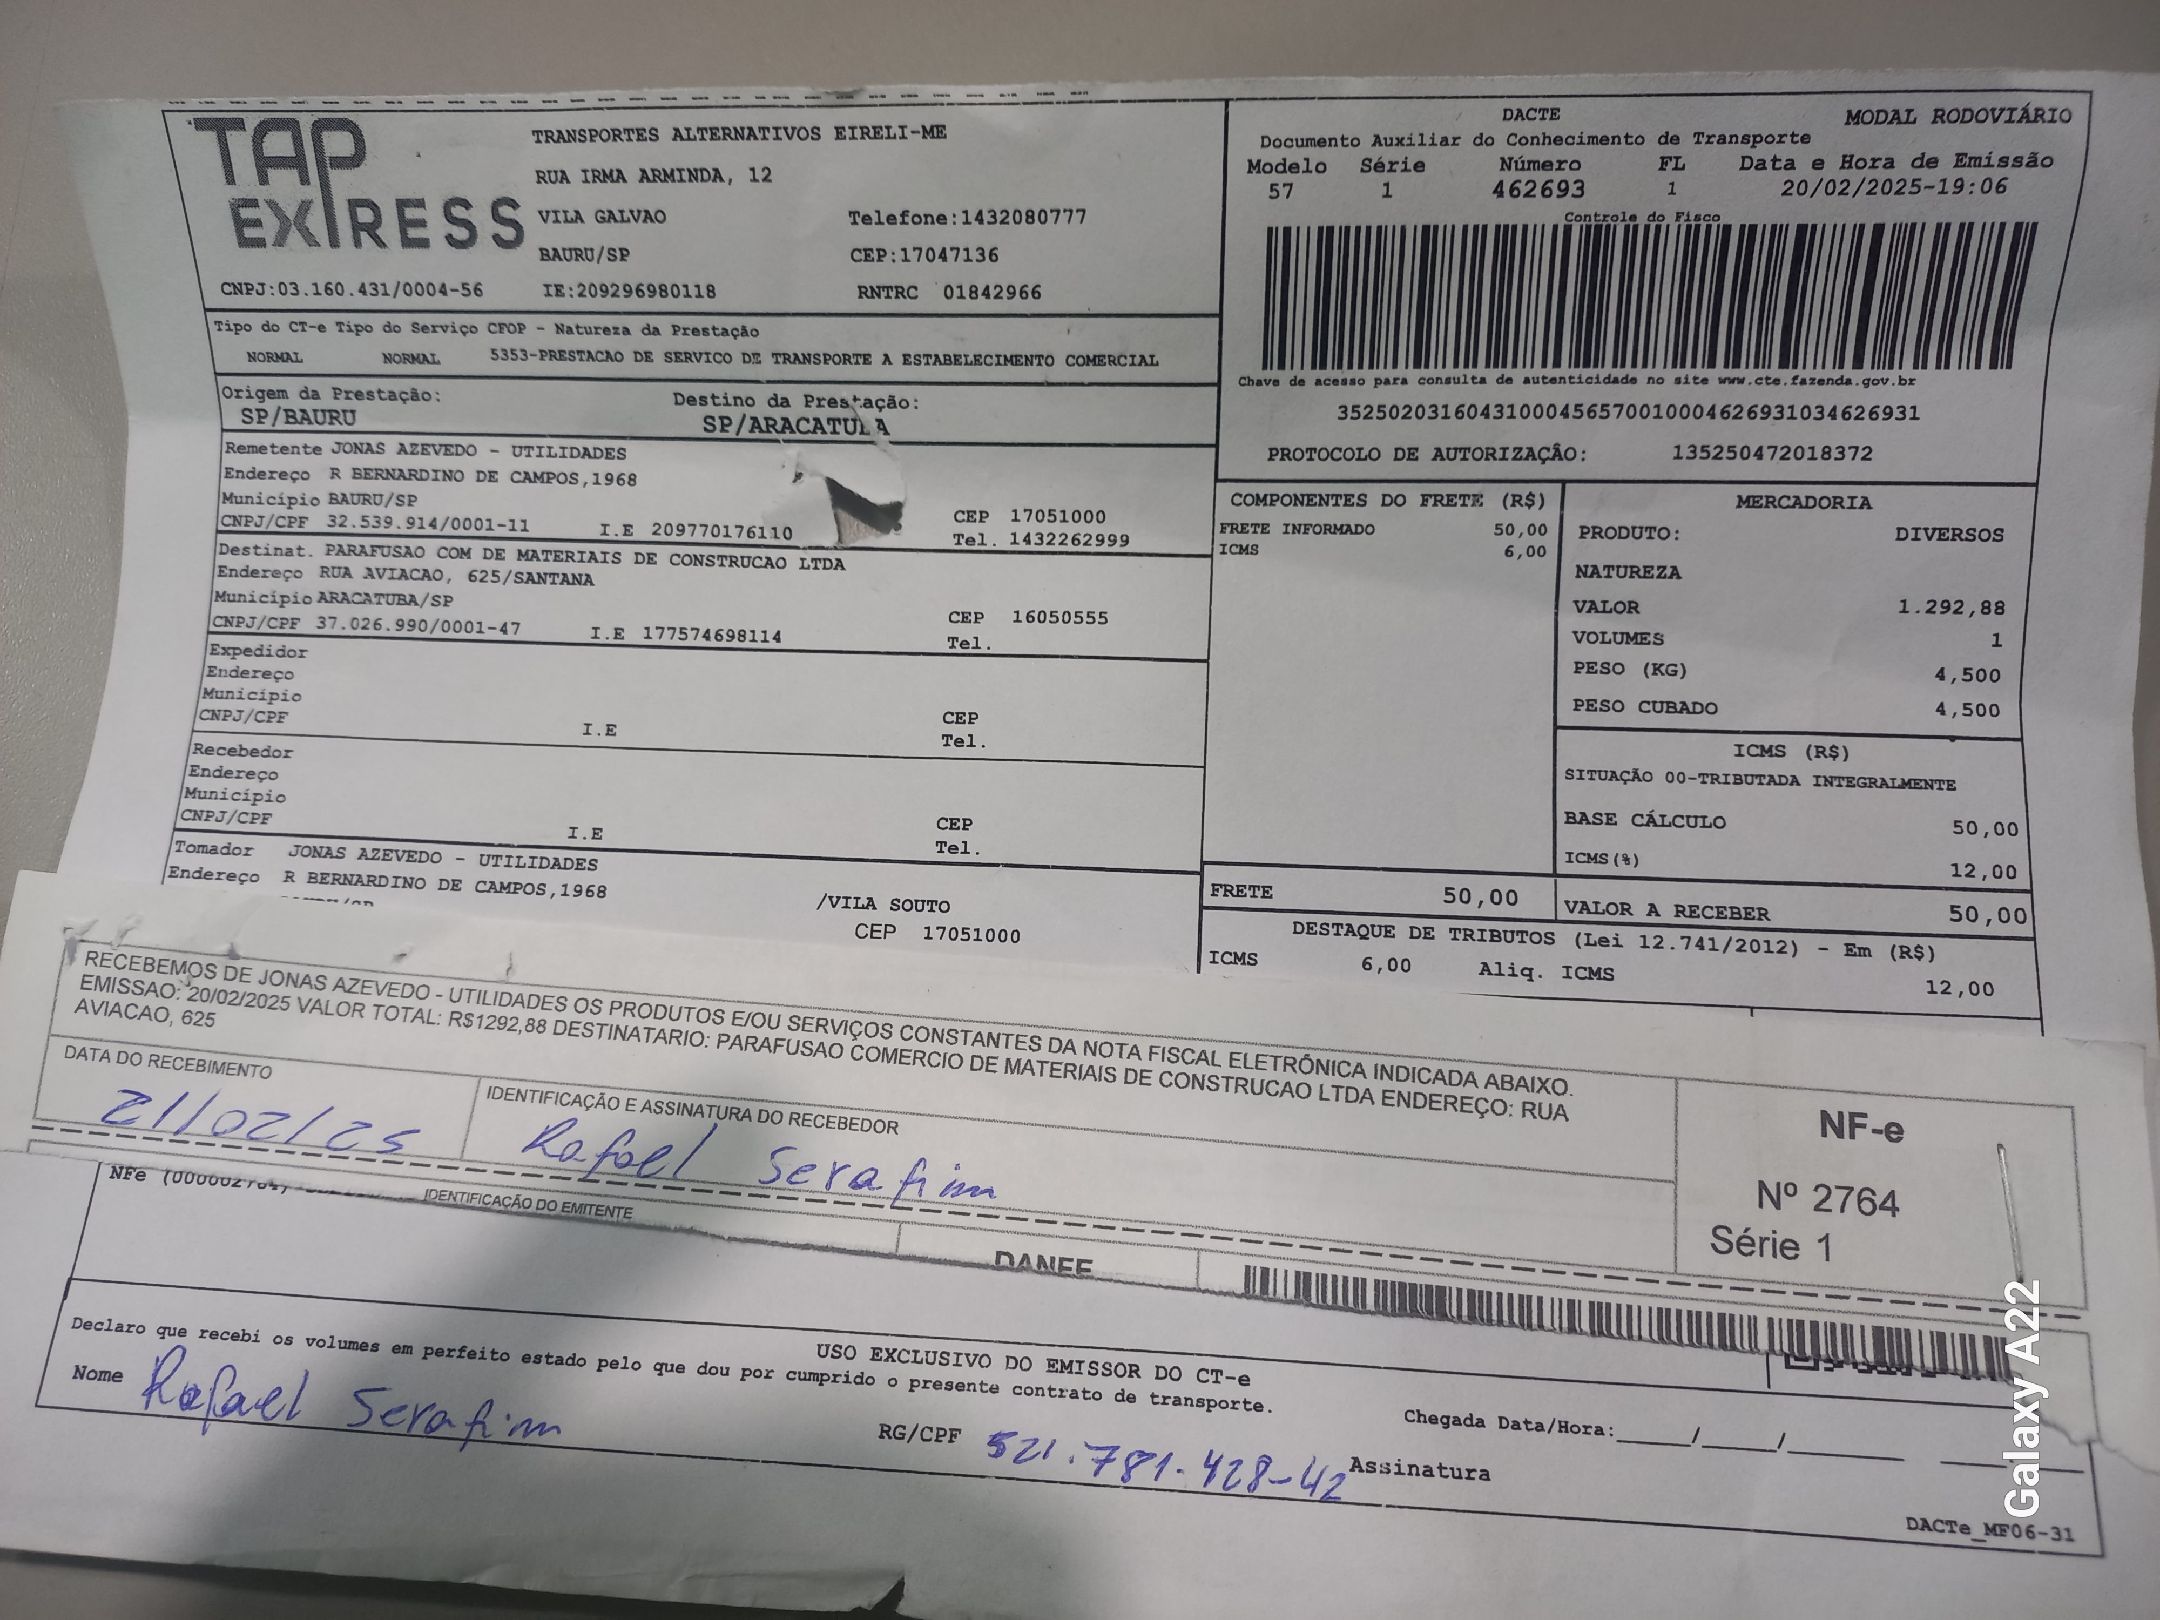 TAP EXPRESS
TRANSPORTES ALTERNATIVOS EIRELI-ME
RUA IRMA ARMINDA, 12
VILA GALVAO Telefone:1432080777
BAURU/SP CEP:17047136
CNPJ:03.160.431/0004-56 IE:209296980118 RNTRC 01842966
DACTE MODAL RODOVIÁRIO
Documento Auxiliar do Conhecimento de Transporte
Modelo Série Número FL Data e Hora de Emissão
57 1 462693 1 20/02/2025-19:06
Controle do Fisco
Chave de acesso para consulta de autenticidade no site www.cte.fazenda.gov.br
35250203160431000456570010004626931034626931
PROTOCOLO DE AUTORIZAÇÃO: 135250472018372
Tipo do CT-e Tipo do Serviço CFOP - Natureza da Prestação
NORMAL NORMAL 5353-PRESTACAO DE SERVICO DE TRANSPORTE A ESTABELECIMENTO COMERCIAL
Origem da Prestação: Destino da Prestação:
SP/BAURU
Remetente JONAS AZEVEDO - UTILIDADES
Endereço R BERNARDINO DE CAMPOS,1968
Município BAURU/SP CEP 17051000
CNPJ/CPF 32.539.914/0001-11 I.E 209770176110 Tel. 1432262999
Destinat. PARAFUSAO COM DE MATERIAIS DE CONSTRUCAO LTDA
Endereço RUA AVIACAO, 625/SANTANA
Município ARACATUBA/SP CEP 16050555
CNPJ/CPF 37.026.990/0001-47 I.E 177574698114 Tel.
Expedidor
Endereço
Município CEP
CNPJ/CPF I.E Tel.
Recebedor
Endereço
Município CEP
CNPJ/CPF I.E Tel.
Tomador JONAS AZEVEDO - UTILIDADES
Endereço R BERNARDINO DE CAMPOS,1968 /VILA SOUTO
CEP 17051000
COMPONENTES DO FRETE (R$)
FRETE INFORMADO 50,00
ICMS 6,00
MERCADORIA
PRODUTO: DIVERSOS
NATUREZA
VALOR 1.292,88
VOLUMES 1
PESO (KG) 4,500
PESO CUBADO 4,500
ICMS (R$)
SITUAÇÃO 00-TRIBUTADA INTEGRALMENTE
BASE CÁLCULO 50,00
ICMS(%) 12,00
FRETE 50,00 VALOR A RECEBER 50,00
DESTAQUE DE TRIBUTOS (Lei 12.741/2012) - Em (R$)
ICMS 6,00 Aliq. ICMS 12,00
RECEBEMOS DE JONAS AZEVEDO - UTILIDADES OS PRODUTOS E/OU SERVIÇOS CONSTANTES DA NOTA FISCAL ELETRÔNICA INDICADA ABAIXO.
EMISSAO: 20/02/2025 VALOR TOTAL: R$1292,88 DESTINATARIO: PARAFUSAO COMERCIO DE MATERIAIS DE CONSTRUCAO LTDA ENDEREÇO: RUA
AVIACAO, 625
DATA DO RECEBIMENTO IDENTIFICAÇÃO E ASSINATURA DO RECEBEDOR
21/02/25 Rafael Serafim
NF-e
Nº 2764
Série 1
NFe
IDENTIFICAÇÃO DO EMITENTE
DANFE
USO EXCLUSIVO DO EMISSOR DO CT-e
Declaro que recebi os volumes em perfeito estado pelo que dou por cumprido o presente contrato de transporte.
Nome Rafael Serafim RG/CPF 521.781.428-42 Assinatura
Chegada Data/Hora:_____/_____/_____
DACTe_MF06-31
Galaxy A22